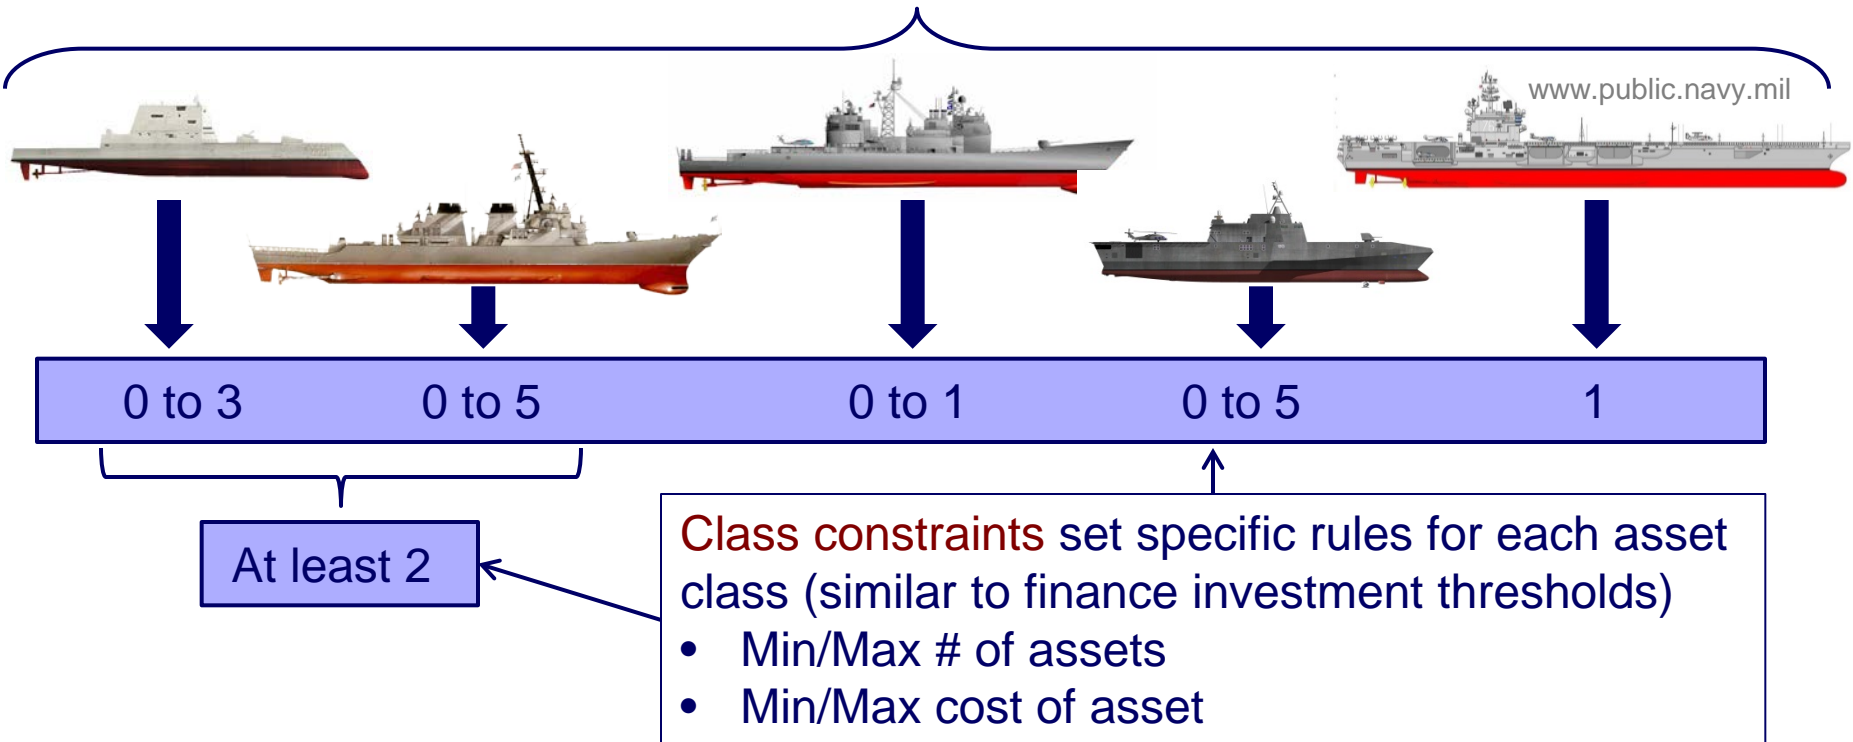 www.public.navy.mil
0 to 3 0 to 5 0 to 1 0 to 5 1
At least 2
Class constraints set specific rules for each asset
class (similar to finance investment thresholds)
• Min/Max # of assets
• Min/Max cost of asset